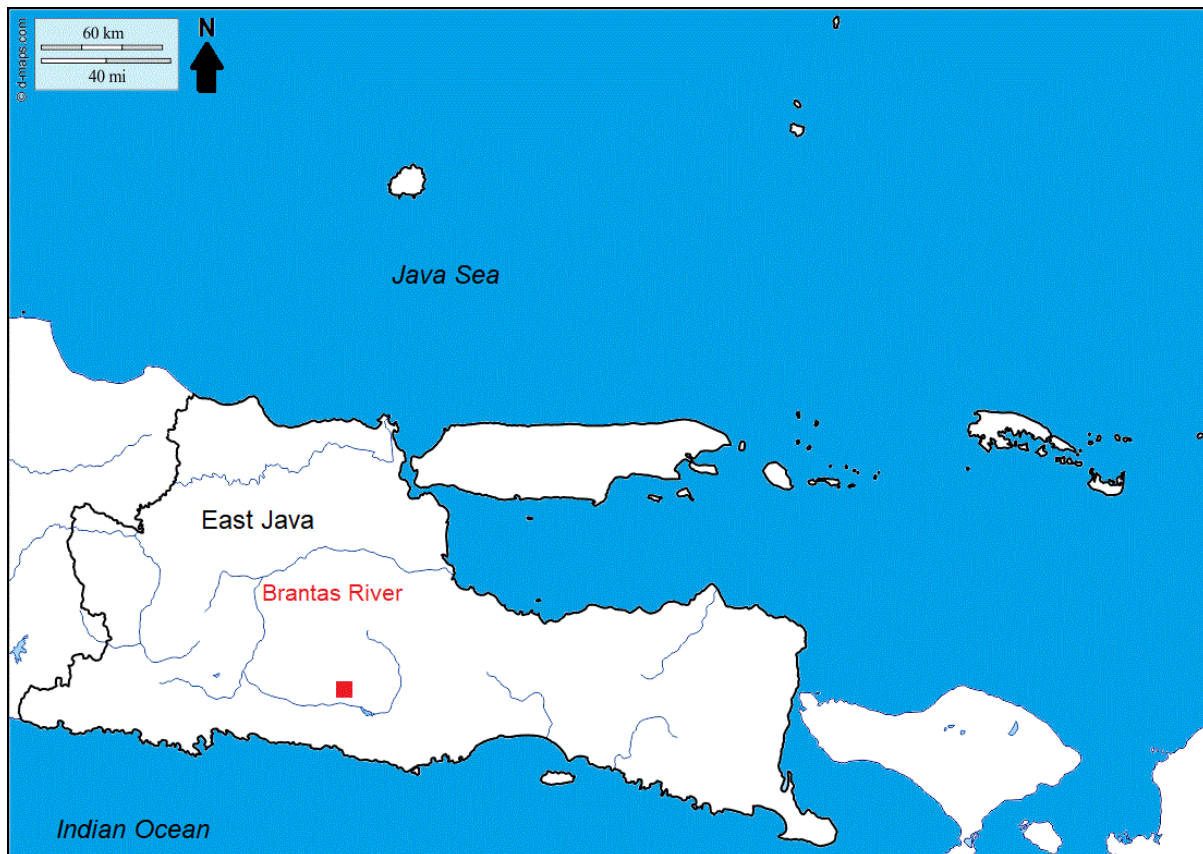 60 km
40 mi
N
© d-maps.com
Java Sea
East Java
Brantas River
Indian Ocean